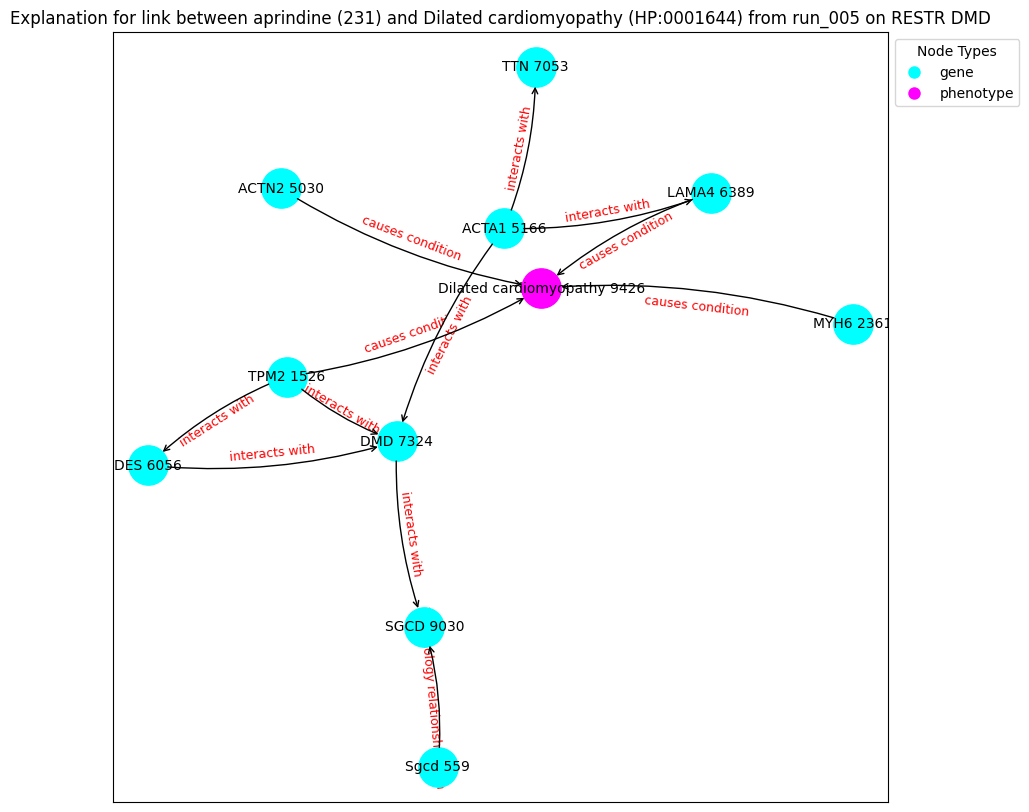 Explanation for link between aprindine (231) and Dilated cardiomyopathy (HP:0001644) from run_005 on RESTR DMD
Node Types
gene
phenotype
TTN 7053
interacts with
ACTN2 5030
LAMA4 6389
causes condition
interacts with
ACTA1 5166
causes condition
Dilated cardiomyopathy 9426
causes condition
MYH6 2361
interacts with
causes condit
TPM2 1526
interacts with
interacts with
DMD 7324
interacts with
DES 6056
interacts with
SGCD 9030
ology relationsh
Sgcd 559